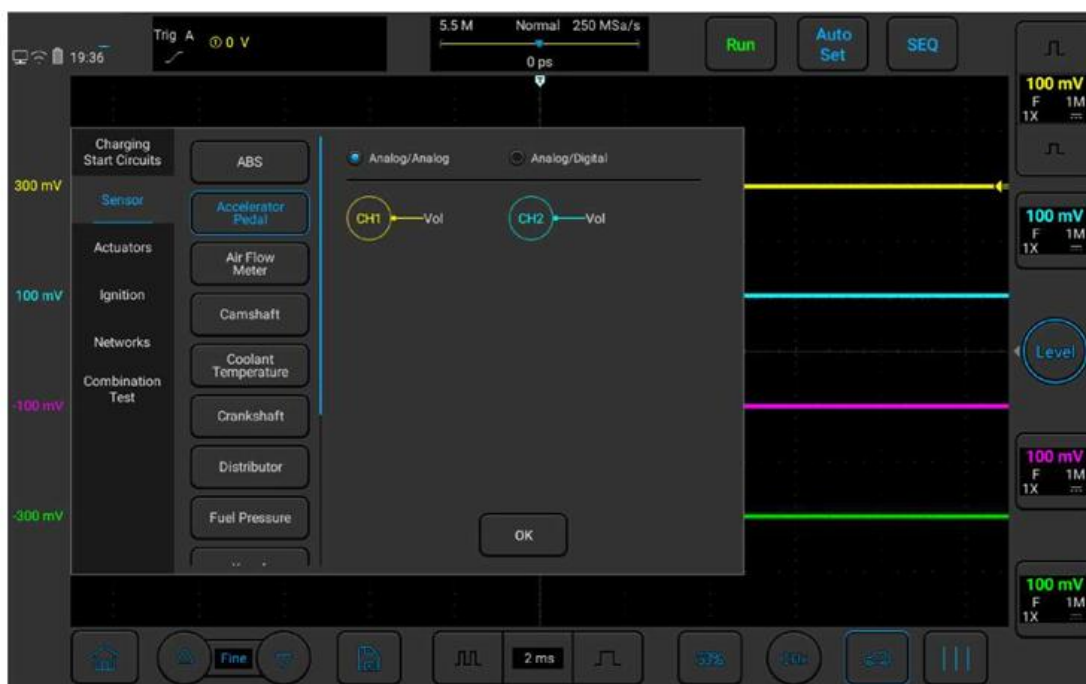 19:36
Trig A
① 0 V
5.5 M Normal 250 MSa/s
0 ps
T
Run
Auto
Set
SEQ
100 mV
F 1M
1X
300 mV
100 mV
-100 mV
-300 mV
Charging
Start Circuits
Sensor
Actuators
Ignition
Networks
Combination
Test
ABS
Accelerator
Pedal
Air Flow
Meter
Camshaft
Coolant
Temperature
Crankshaft
Distributor
Fuel Pressure
Analog/Analog
Analog/Digital
CH1 Vol
CH2 Vol
OK
100 mV
F 1M
1X
Level
100 mV
F 1M
1X
100 mV
F 1M
1X
Fine
2 ms
50%